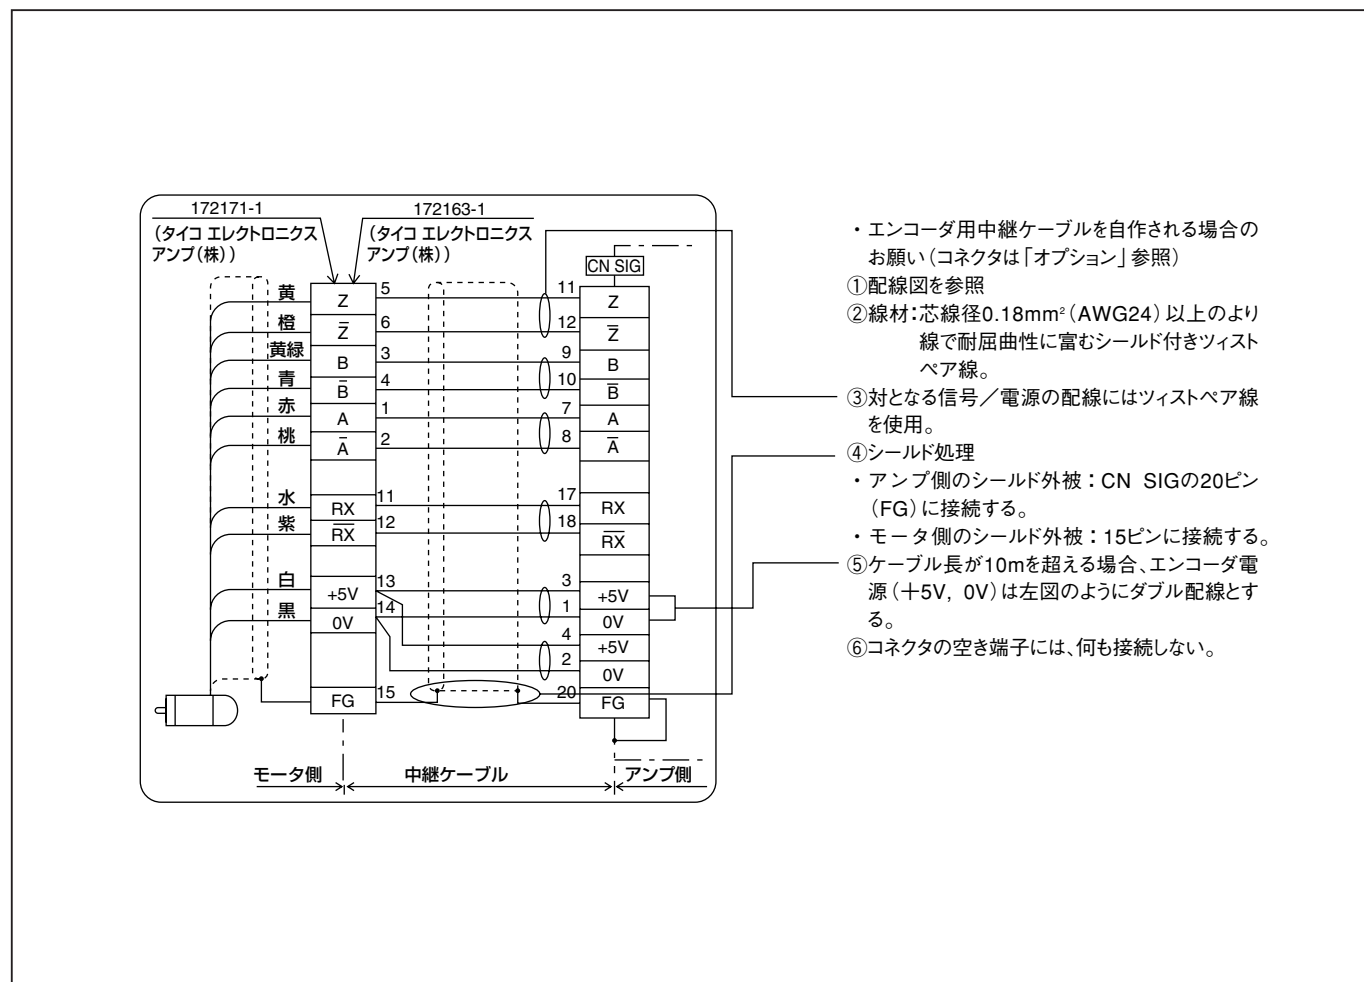 172171-1
(タイコ エレクトロニクス
アンプ(株))
172163-1
(タイコ エレクトロニクス
アンプ(株))
CN SIG
黄 Z 5 11 Z
橙 Z̅ 6 12 Z̅
黄緑 B 3 9 B
青 B̅ 4 10 B̅
赤 A 1 7 A
桃 A̅ 2 8 A̅
水 RX 11 17 RX
紫 R̅X̅ 12 18 R̅X̅
白 +5V 13 3 +5V
黒 0V 14 1 0V
4 +5V
2 0V
FG 15 20 FG
モータ側 中継ケーブル アンプ側
・エンコーダ用中継ケーブルを自作される場合の
お願い(コネクタは「オプション」参照)
①配線図を参照
②線材:芯線径0.18mm²(AWG24)以上のより
線で耐屈曲性に富むシールド付きツィスト
ペア線。
③対となる信号/電源の配線にはツィストペア線
を使用。
④シールド処理
・アンプ側のシールド外被:CN SIGの20ピン
(FG)に接続する。
・モータ側のシールド外被:15ピンに接続する。
⑤ケーブル長が10mを超える場合、エンコーダ電
源(+5V, 0V)は左図のようにダブル配線とす
る。
⑥コネクタの空き端子には、何も接続しない。